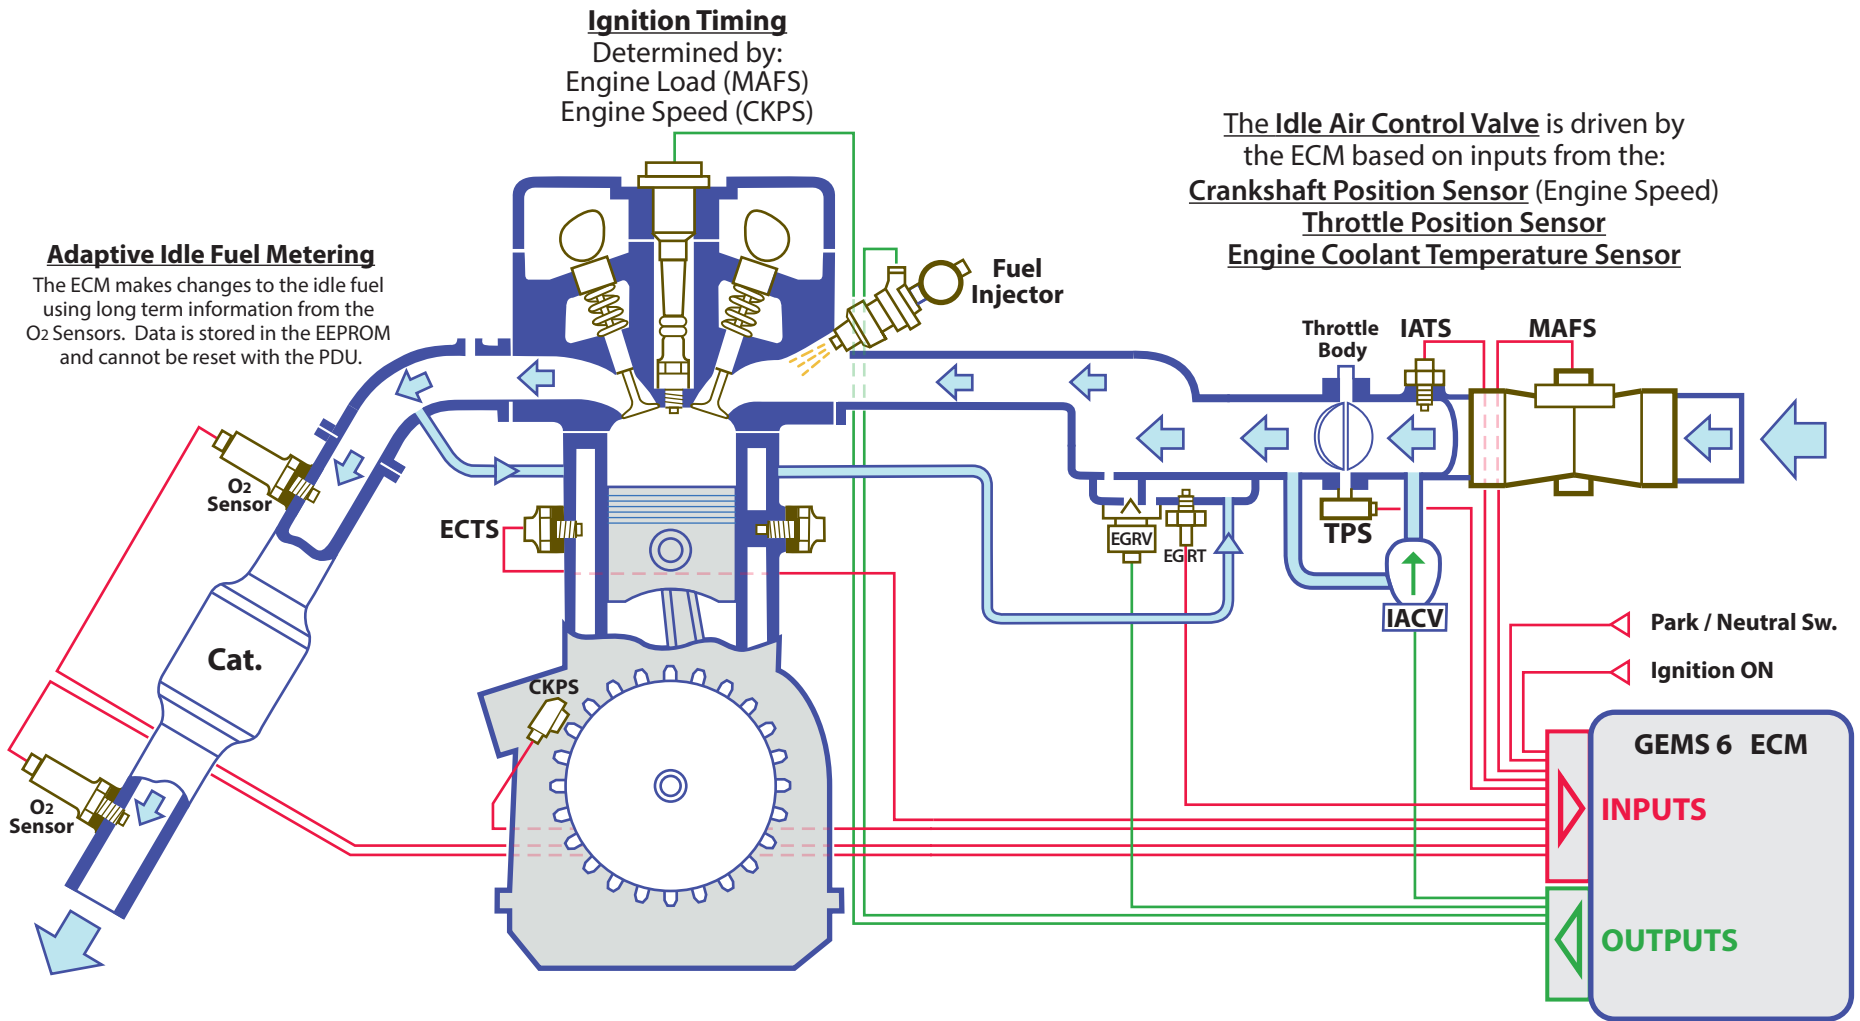 Ignition Timing
Determined by:
Engine Load (MAFS)
Engine Speed (CKPS)
The Idle Air Control Valve is driven by
the ECM based on inputs from the:
Crankshaft Position Sensor (Engine Speed)
Throttle Position Sensor
Engine Coolant Temperature Sensor
Adaptive Idle Fuel Metering
The ECM makes changes to the idle fuel
using long term information from the
O2 Sensors. Data is stored in the EEPROM
and cannot be reset with the PDU.
Fuel
Injector
Throttle
Body
IATS
MAFS
O2
Sensor
ECTS
EGRV
EGRT
TPS
IACV
Park / Neutral Sw.
Ignition ON
Cat.
CKPS
O2
Sensor
GEMS 6 ECM
INPUTS
OUTPUTS